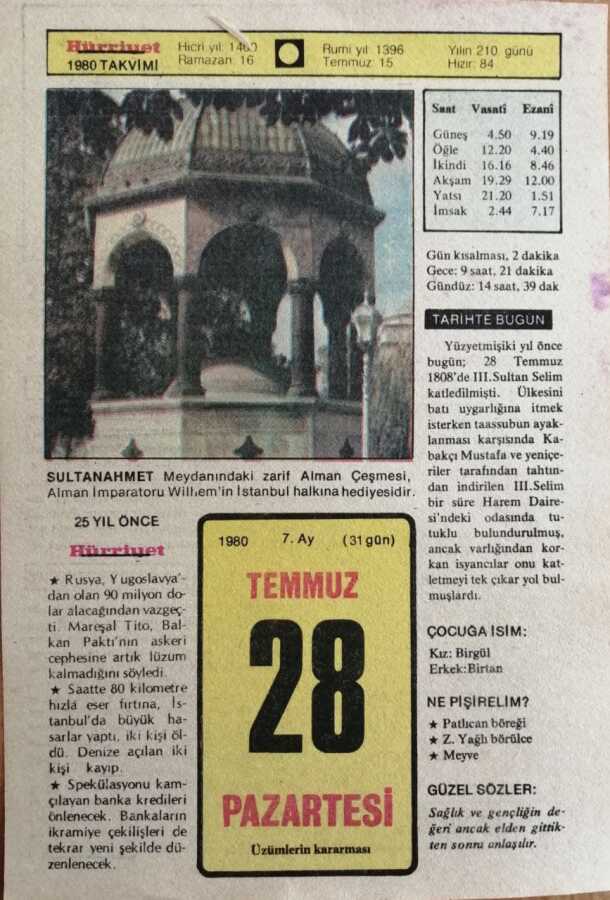 Hürriyet
1980 TAKVİMİ
Hicri yıl: 1400
Ramazan: 16
Rumi yıl: 1396
Temmuz: 15
Yılın 210. günü
Hızır: 84
Saat Vasatî Ezanî
Güneş 4.50 9.19
Öğle 12.20 4.40
İkindi 16.16 8.46
Akşam 19.29 12.00
Yatsı 21.20 1.51
İmsak 2.44 7.17
Gün kısalması, 2 dakika
Gece: 9 saat, 21 dakika
Gündüz: 14 saat, 39 dak
TARİHTE BUGÜN
Yüzyetmişiki yıl önce
bugün; 28 Temmuz
1808'de III.Sultan Selim
katledilmişti. Ülkesini
batı uygarlığına itmek
isterken taassubun ayak-
lanması karşısında Ka-
bakçı Mustafa ve yeniçe-
riler tarafından tahtın-
dan indirilen III.Selim
bir süre Harem Daire-
si'ndeki odasında tu-
tuklu bulundurulmuş,
ancak varlığından kor-
kan isyancılar onu kat-
letmeyi tek çıkar yol bul-
muşlardı.
SULTANAHMET Meydanındaki zarif Alman Çeşmesi,
Alman İmparatoru Willıem'in İstanbul halkına hediyesidir.
25 YIL ÖNCE
Hürriyet
★ Rusya, Yugoslavya'-
dan olan 90 milyon do-
lar alacağından vazgeç-
ti. Mareşal Tito, Bal-
kan Paktı'nın askeri
cephesine artık lüzum
kalmadığını söyledi.
★ Saatte 80 kilometre
hızla eser fırtına, İs-
tanbul'da büyük ha-
sarlar yaptı, iki kişi öl-
dü. Denize açılan iki
kişi kayıp.
★ Spekülasyonu kam-
çılayan banka kredileri
önlenecek. Bankaların
ikramiye çekilişleri de
tekrar yeni şekilde dü-
zenlenecek.
1980 7. Ay (31 gün)
TEMMUZ
28
PAZARTESİ
Üzümlerin kararması
ÇOCUĞA İSİM:
Kız: Birgül
Erkek: Birtan
NE PİŞİRELİM?
★ Patlıcan böreği
★ Z. Yağlı börülce
★ Meyve
GÜZEL SÖZLER:
Sağlık ve gençliğin de-
ğeri ancak elden gittik-
ten sonra anlaşılır.